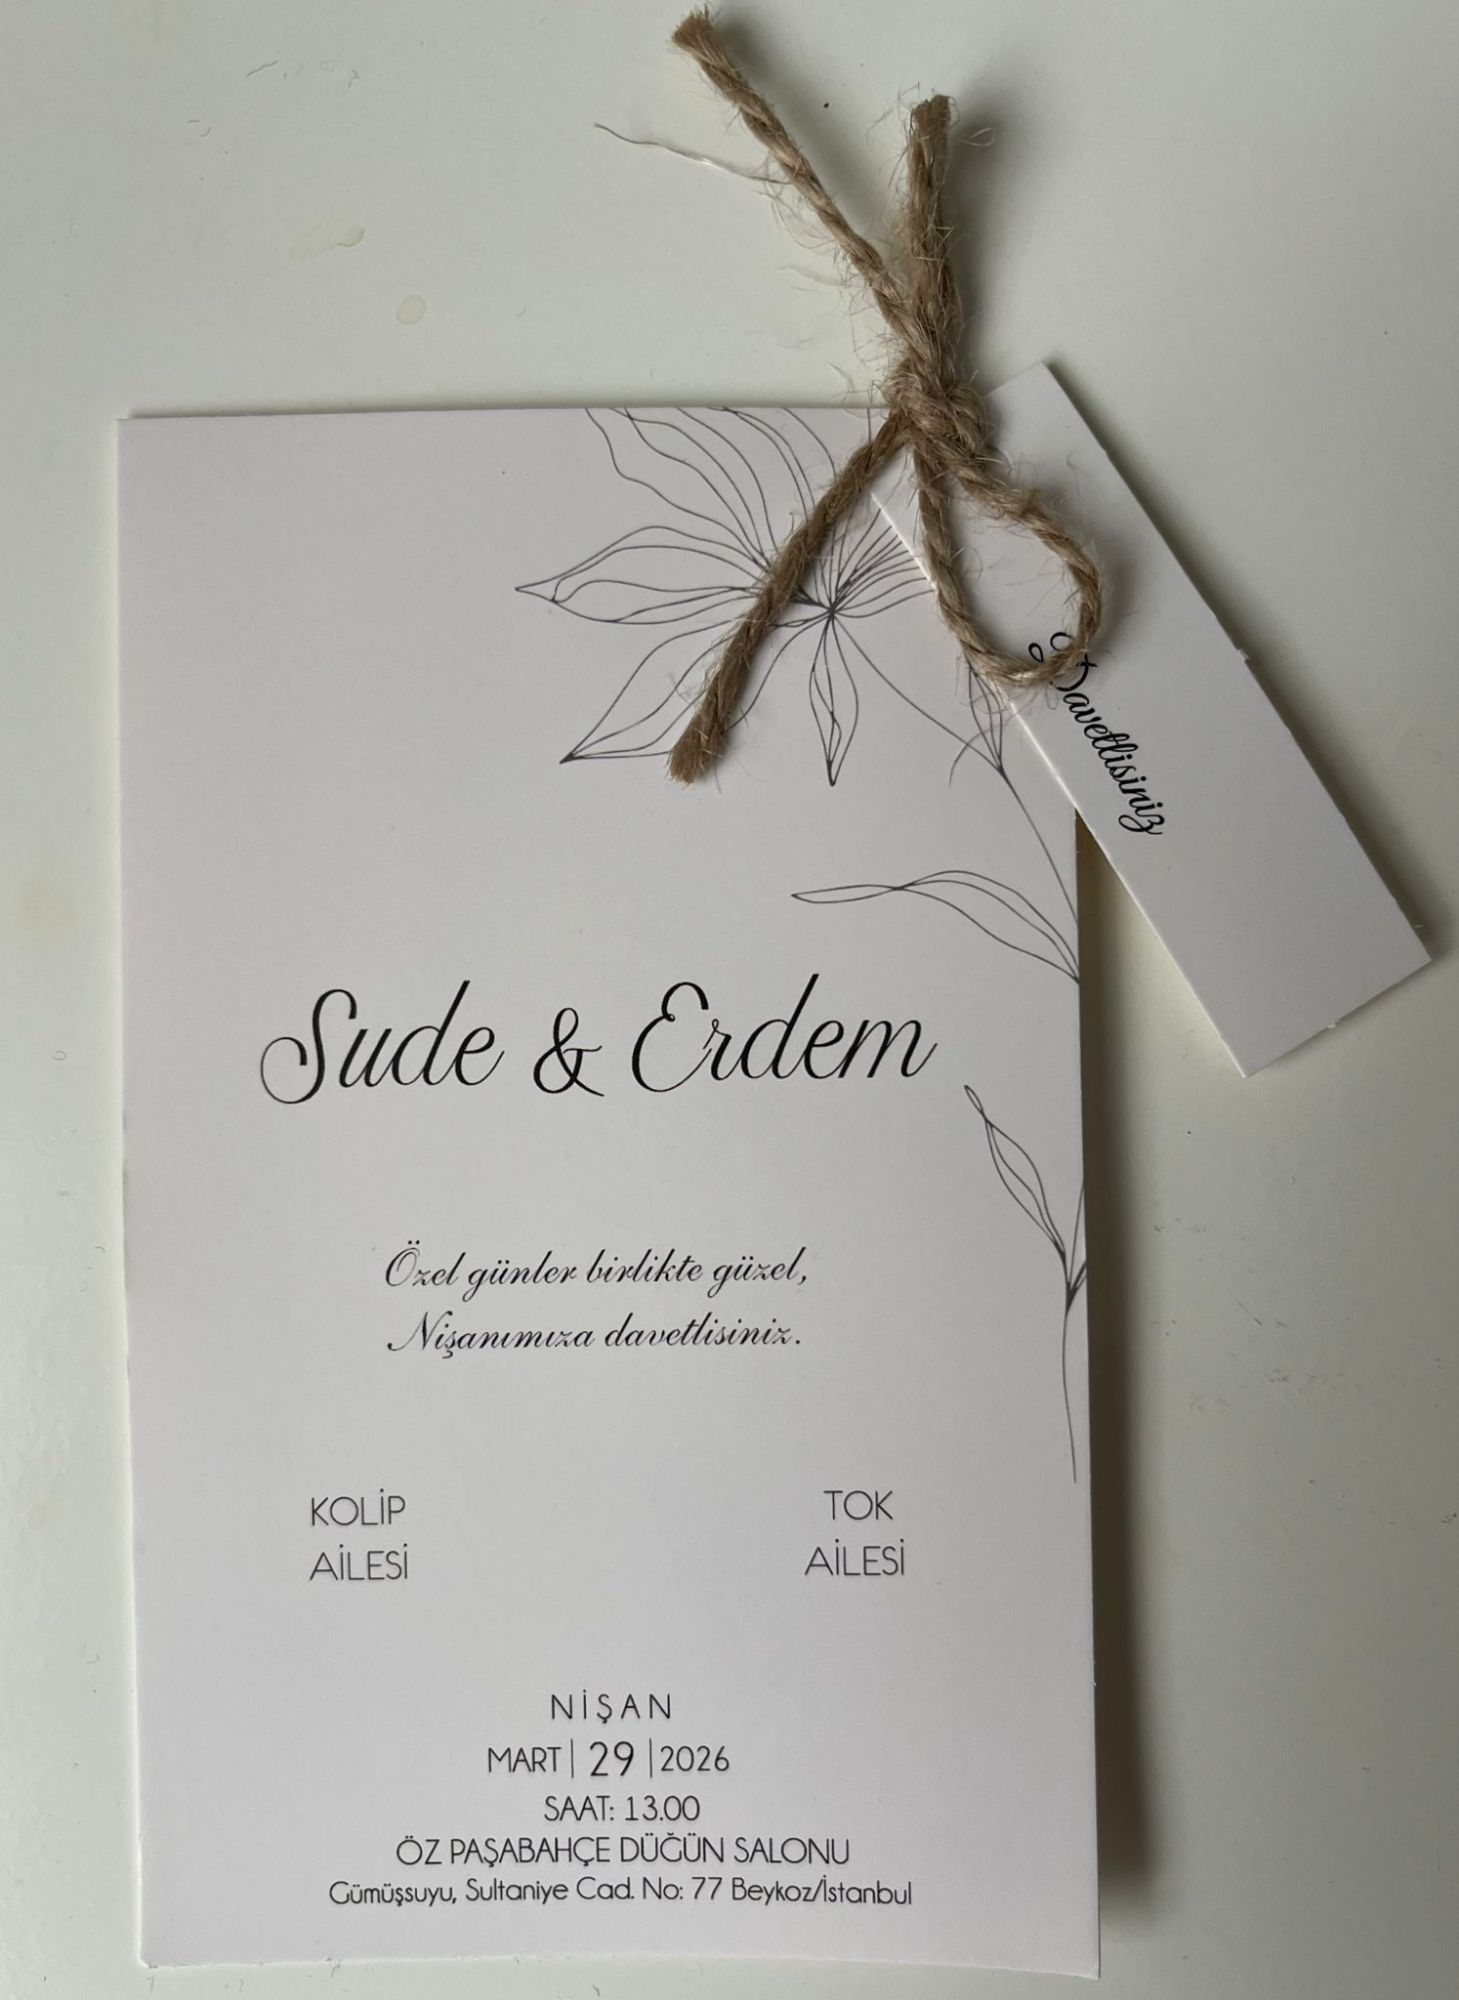 Davetlisiniz
Sude & Erdem
Özel günler birlikte güzel,
Nişanımıza davetlisiniz.
KOLİP
AİLESİ
TOK
AİLESİ
NİŞAN
MART | 29 | 2026
SAAT: 13.00
ÖZ PAŞABAHÇE DÜĞÜN SALONU
Gümüşsuyu, Sultaniye Cad. No: 77 Beykoz/İstanbul